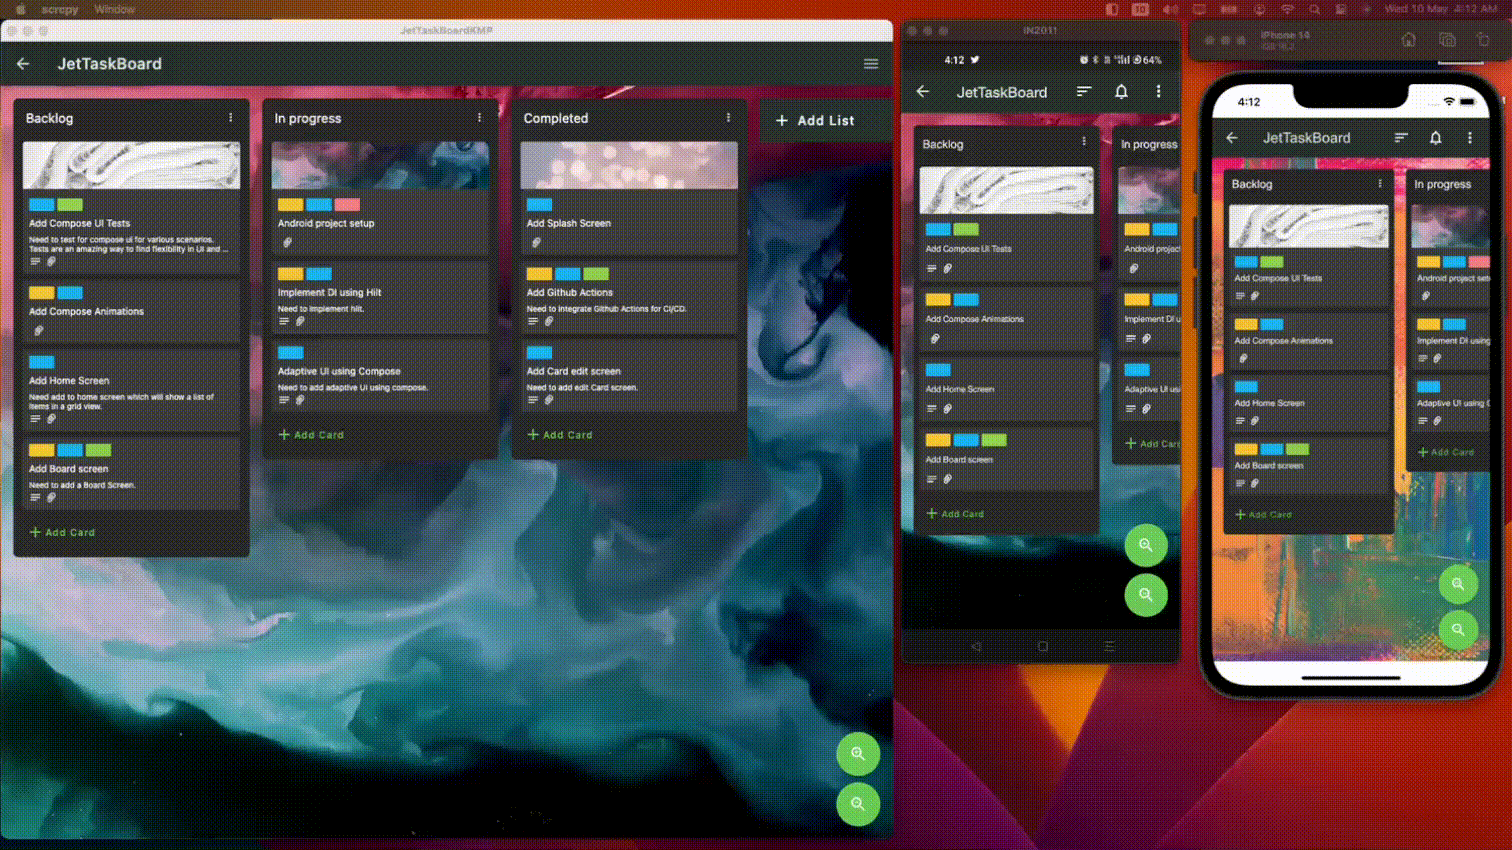 scrcpy Window
10
Wed 10 May 4:12 AM
JetTaskBoardKMP
JetTaskBoard
Backlog
Add Compose UI Tests
Need to test for compose ui for various scenarios.
Tests are an amazing way to find flexibility in UI and ...
Add Compose Animations
Add Home Screen
Need add to home screen which will show a list of
items in a grid view.
Add Board screen
Need to add a Board Screen.
+ Add Card
In progress
Android project setup
Implement DI using Hilt
Need to implement hilt.
Adaptive UI using Compose
Need to add adaptive UI using compose.
+ Add Card
Completed
Add Splash Screen
Add Github Actions
Need to integrate Github Actions for CI/CD.
Add Card edit screen
Need to add edit Card screen.
+ Add Card
+ Add List
IN2011
4:12
64%
JetTaskBoard
Backlog
Add Compose UI Tests
Add Compose Animations
Add Home Screen
Add Board screen
+ Add Card
In progress
Android project
Implement DI u
Adaptive UI us
+ Add Car
iPhone 14
iOS 16.2
4:12
JetTaskBoard
Backlog
Add Compose UI Tests
Add Compose Animations
Add Home Screen
Add Board screen
+ Add Card
In progress
Android project set
Implement DI using
Adaptive UI using C
+ Add Card